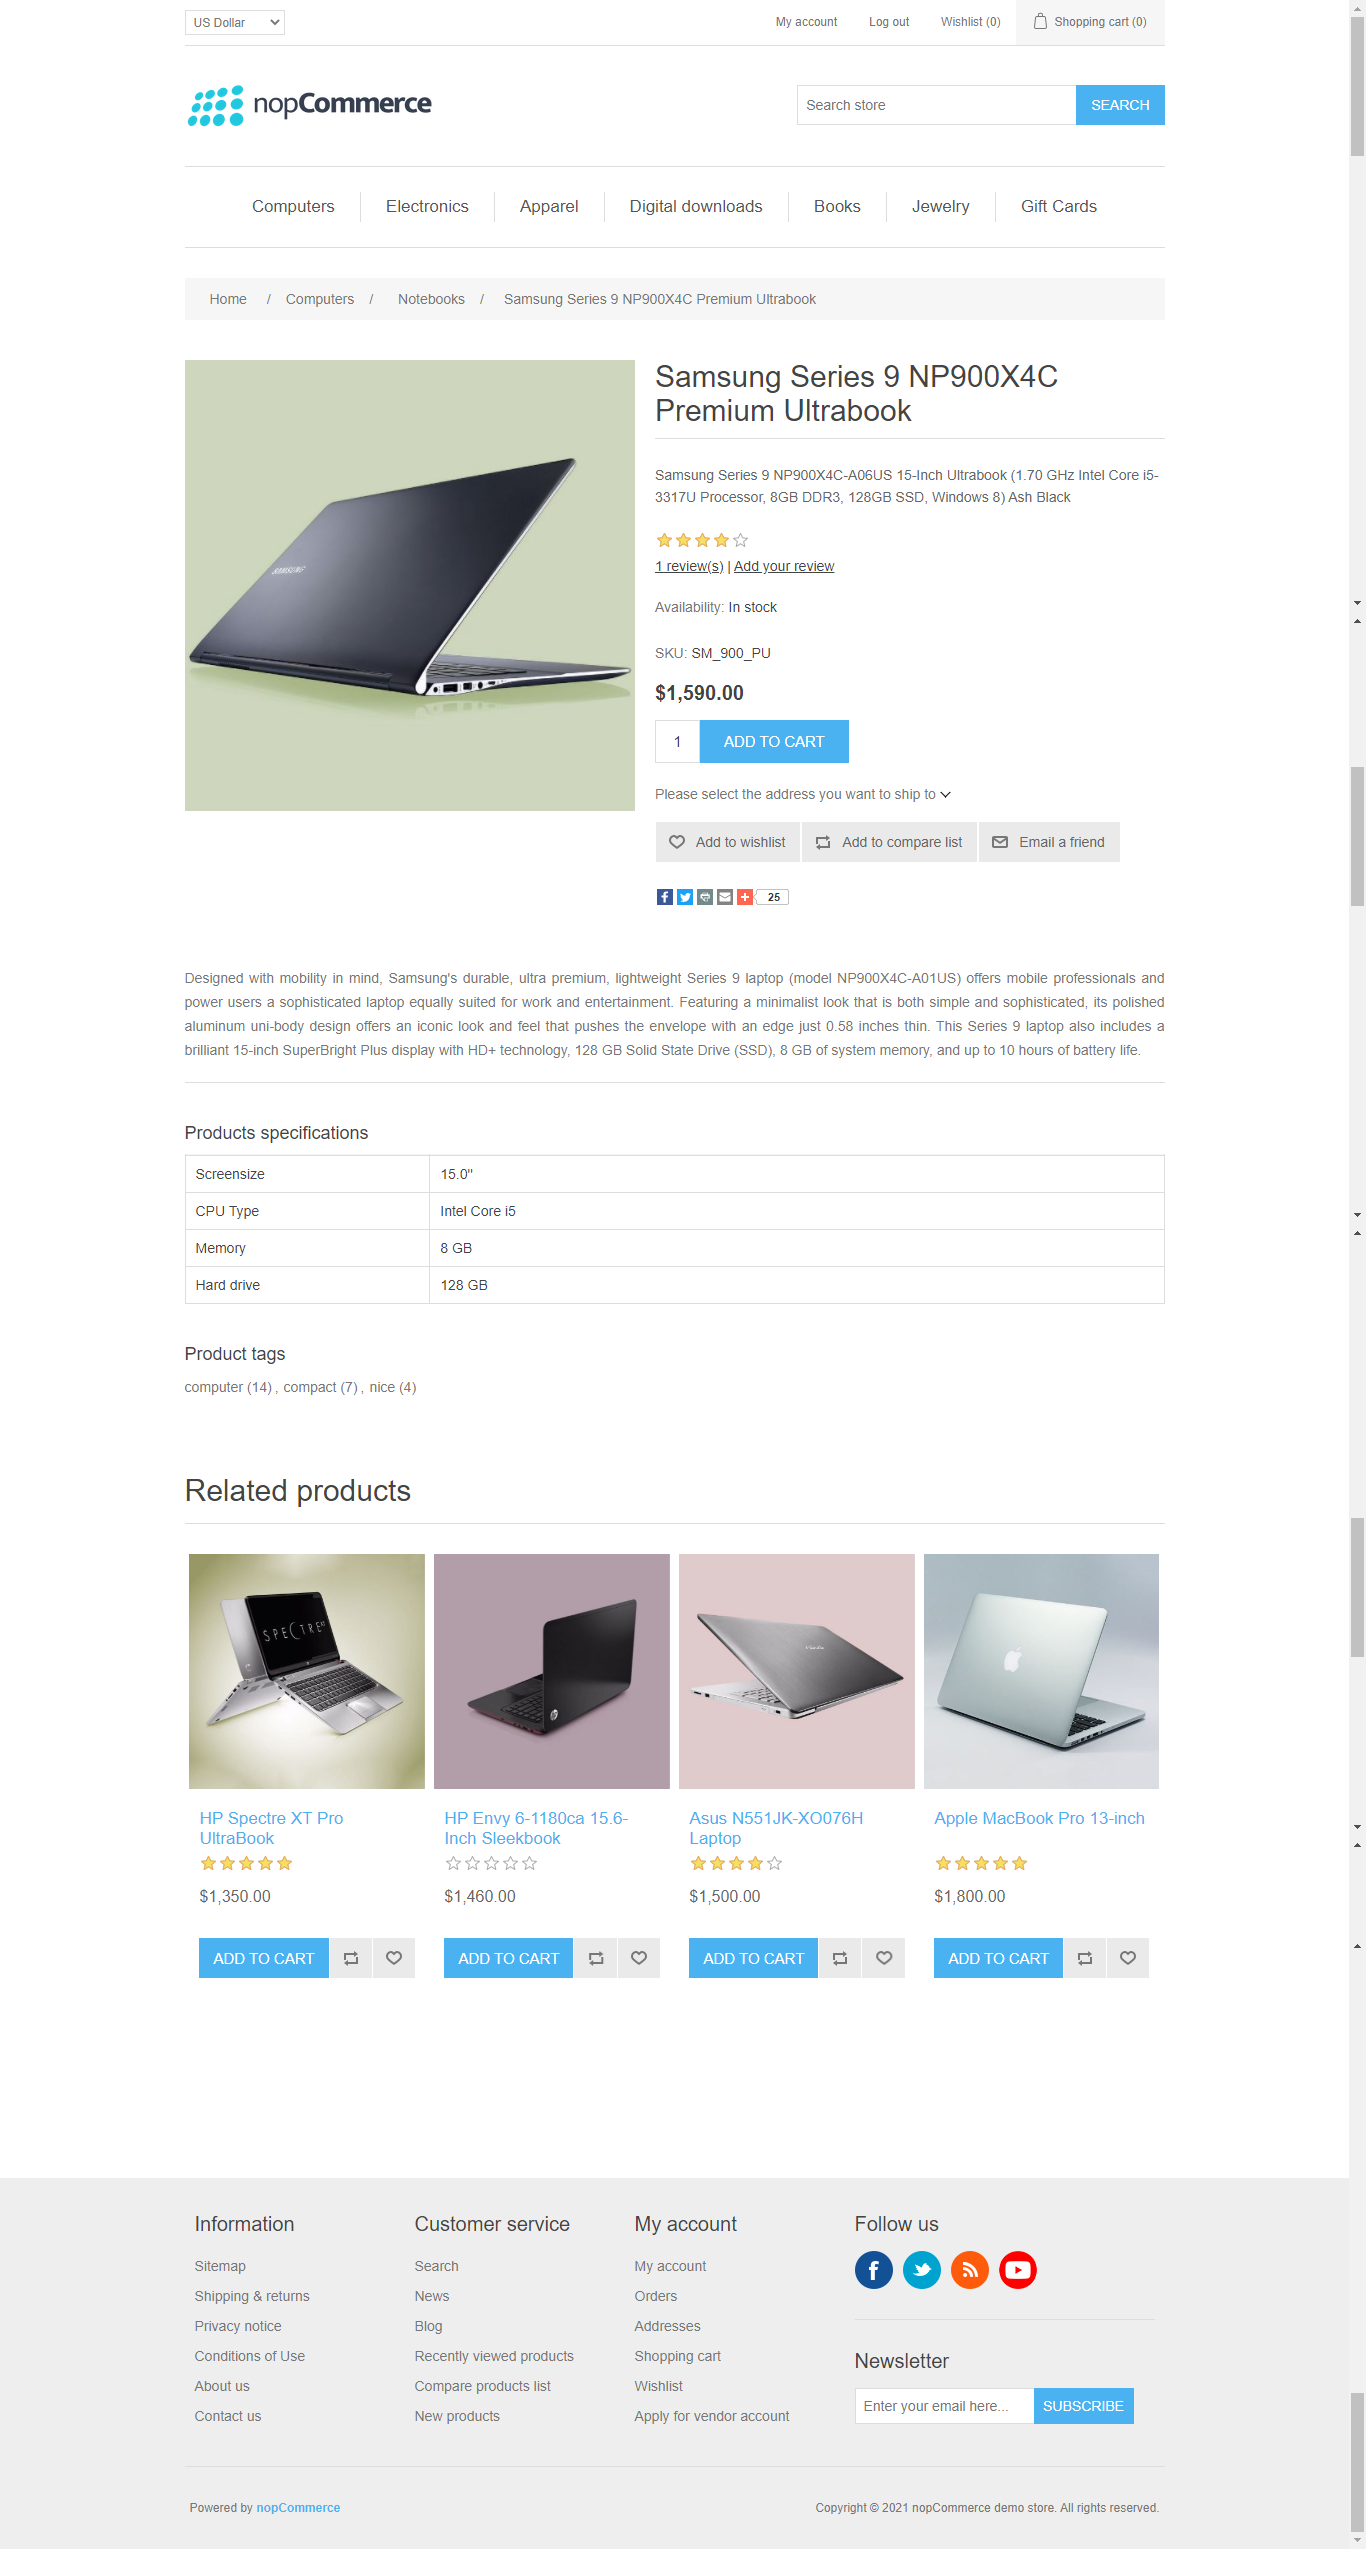 US Dollar
My account
Log out
Wishlist (0)
Shopping cart (0)
nopCommerce
Search store
SEARCH
Computers
Electronics
Apparel
Digital downloads
Books
Jewelry
Gift Cards
Home / Computers / Notebooks / Samsung Series 9 NP900X4C Premium Ultrabook
SAMSUNG
Samsung Series 9 NP900X4C
Premium Ultrabook
Samsung Series 9 NP900X4C-A06US 15-Inch Ultrabook (1.70 GHz Intel Core i5-
3317U Processor, 8GB DDR3, 128GB SSD, Windows 8) Ash Black
1 review(s) | Add your review
Availability: In stock
SKU: SM_900_PU
$1,590.00
1
ADD TO CART
Please select the address you want to ship to
Add to wishlist
Add to compare list
Email a friend
25
Designed with mobility in mind, Samsung's durable, ultra premium, lightweight Series 9 laptop (model NP900X4C-A01US) offers mobile professionals and
power users a sophisticated laptop equally suited for work and entertainment. Featuring a minimalist look that is both simple and sophisticated, its polished
aluminum uni-body design offers an iconic look and feel that pushes the envelope with an edge just 0.58 inches thin. This Series 9 laptop also includes a
brilliant 15-inch SuperBright Plus display with HD+ technology, 128 GB Solid State Drive (SSD), 8 GB of system memory, and up to 10 hours of battery life.
Products specifications
Screensize 15.0"
CPU Type Intel Core i5
Memory 8 GB
Hard drive 128 GB
Product tags
computer (14) , compact (7) , nice (4)
Related products
SPECTRE
HP Spectre XT Pro
UltraBook
$1,350.00
ADD TO CART
HP Envy 6-1180ca 15.6-
Inch Sleekbook
$1,460.00
ADD TO CART
Asus N551JK-XO076H
Laptop
$1,500.00
ADD TO CART
Apple MacBook Pro 13-inch
$1,800.00
ADD TO CART
Information
Sitemap
Shipping & returns
Privacy notice
Conditions of Use
About us
Contact us
Customer service
Search
News
Blog
Recently viewed products
Compare products list
New products
My account
My account
Orders
Addresses
Shopping cart
Wishlist
Apply for vendor account
Follow us
Newsletter
Enter your email here...
SUBSCRIBE
Powered by nopCommerce
Copyright © 2021 nopCommerce demo store. All rights reserved.